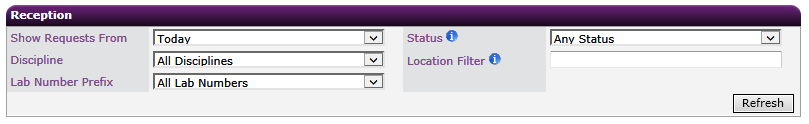 Reception
Show Requests From Today Status Any Status
Discipline All Disciplines Location Filter
Lab Number Prefix All Lab Numbers
Refresh